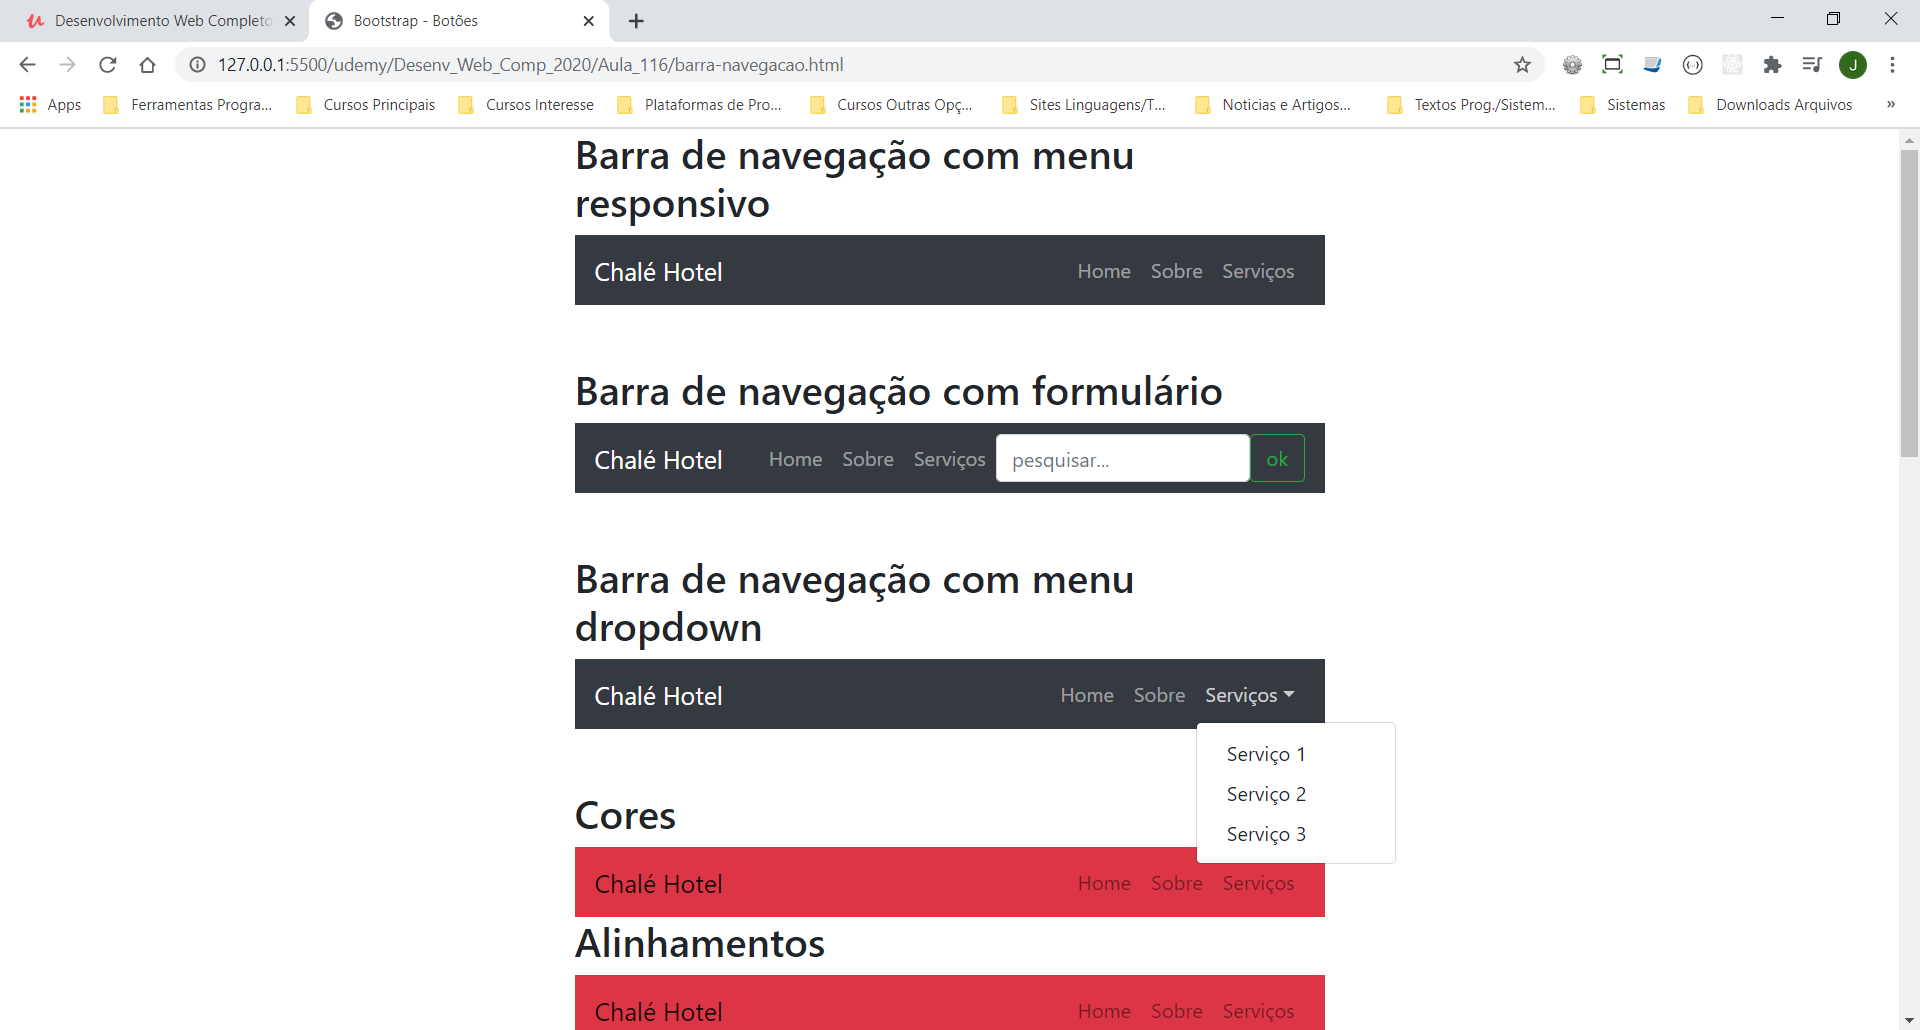 Desenvolvimento Web Completo
Bootstrap - Botões
127.0.0.1:5500/udemy/Desenv_Web_Comp_2020/Aula_116/barra-navegacao.html
J
Apps Ferramentas Progra... Cursos Principais Cursos Interesse Plataformas de Pro... Cursos Outras Opç... Sites Linguagens/T... Noticias e Artigos... Textos Prog./Sistem... Sistemas Downloads Arquivos »
Barra de navegação com menu
responsivo
Chalé Hotel Home Sobre Serviços
Barra de navegação com formulário
Chalé Hotel Home Sobre Serviços pesquisar... ok
Barra de navegação com menu
dropdown
Chalé Hotel Home Sobre Serviços
Serviço 1
Serviço 2
Serviço 3
Cores
Chalé Hotel Home Sobre Serviços
Alinhamentos
Chalé Hotel Home Sobre Serviços